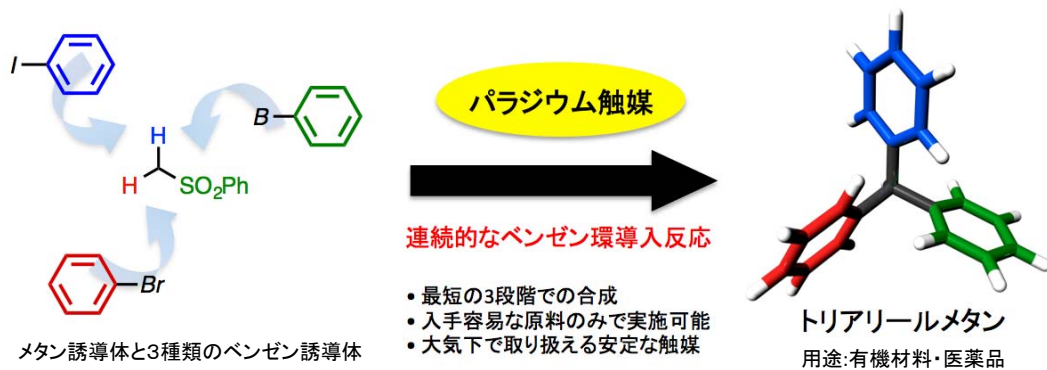 I
B
H
H
SO2Ph
Br
メタン誘導体と3種類のベンゼン誘導体
パラジウム触媒
連続的なベンゼン環導入反応
• 最短の3段階での合成
• 入手容易な原料のみで実施可能
• 大気下で取り扱える安定な触媒
トリアリールメタン
用途:有機材料・医薬品